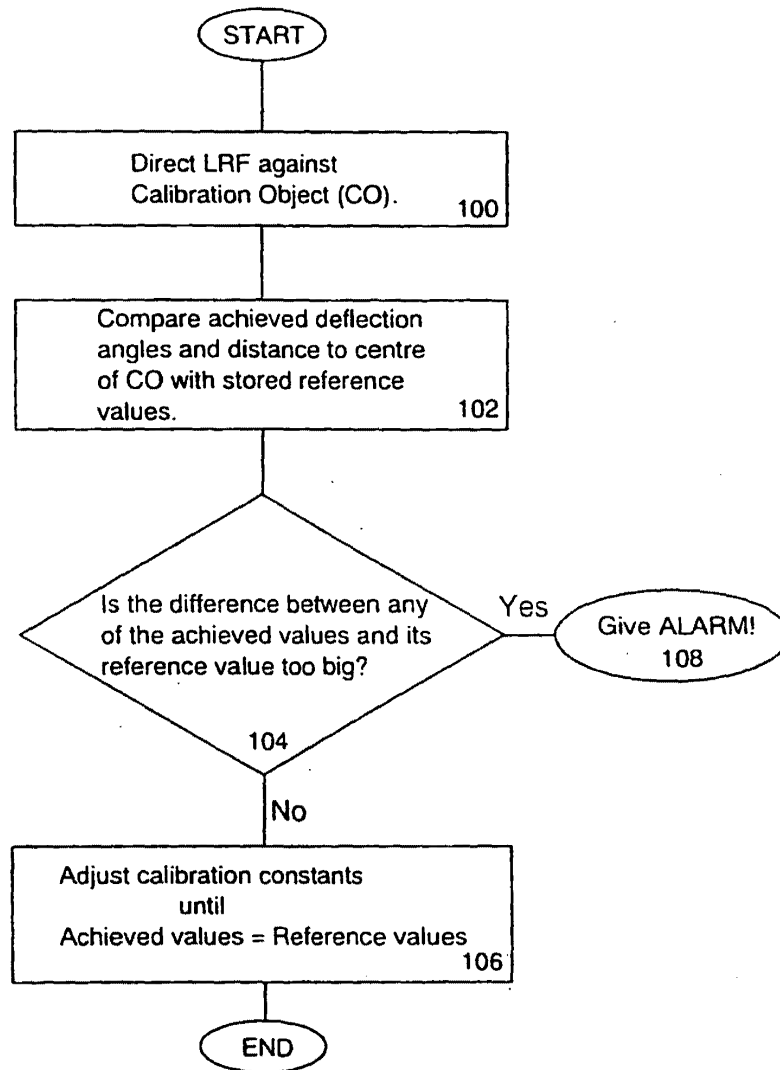 START
Direct LRF against
Calibration Object (CO).
100
Compare achieved deflection
angles and distance to centre
of CO with stored reference
values.
102
Is the difference between any
of the achieved values and its
reference value too big?
104
Yes
Give ALARM!
108
No
Adjust calibration constants
until
Achieved values = Reference values
106
END